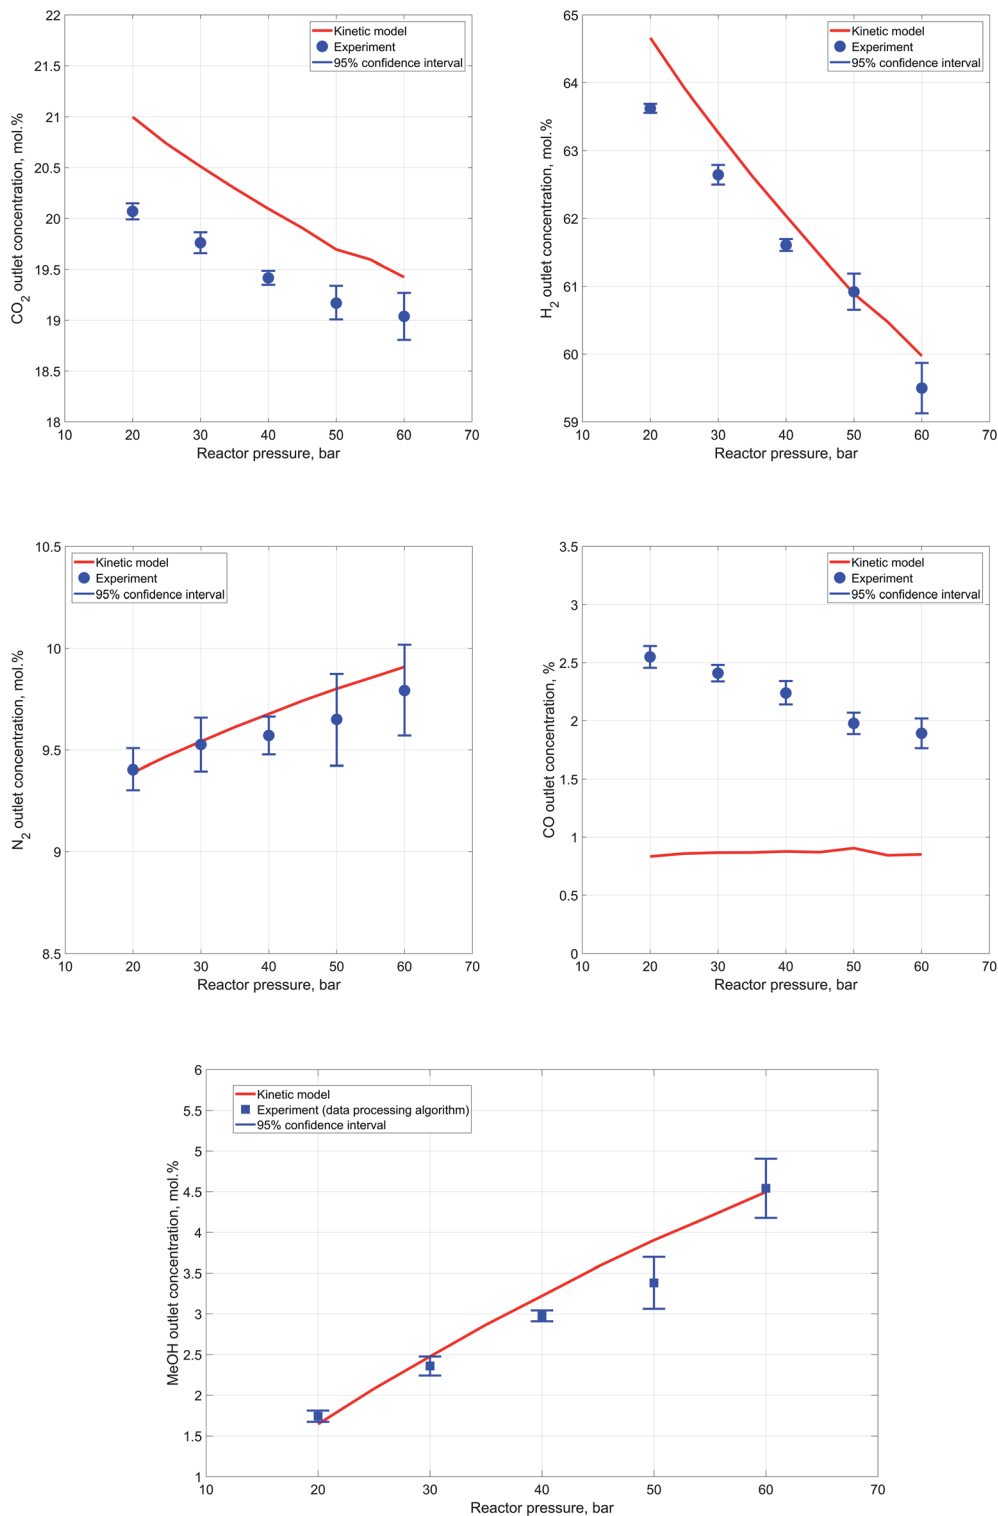 22
21.5
21
20.5
20
19.5
19
18.5
18
10 20 30 40 50 60 70
CO2 outlet concentration, mol.%
Reactor pressure, bar
Kinetic model
Experiment
95% confidence interval
65
64
63
62
61
60
59
10 20 30 40 50 60 70
H2 outlet concentration, mol.%
Reactor pressure, bar
Kinetic model
Experiment
95% confidence interval
10.5
10
9.5
9
8.5
10 20 30 40 50 60 70
N2 outlet concentration, mol.%
Reactor pressure, bar
Kinetic model
Experiment
95% confidence interval
3.5
3
2.5
2
1.5
1
0.5
0
10 20 30 40 50 60 70
CO outlet concentration, %
Reactor pressure, bar
Kinetic model
Experiment
95% confidence interval
6
5.5
5
4.5
4
3.5
3
2.5
2
1.5
1
10 20 30 40 50 60 70
MeOH outlet concentration, mol.%
Reactor pressure, bar
Kinetic model
Experiment (data processing algorithm)
95% confidence interval